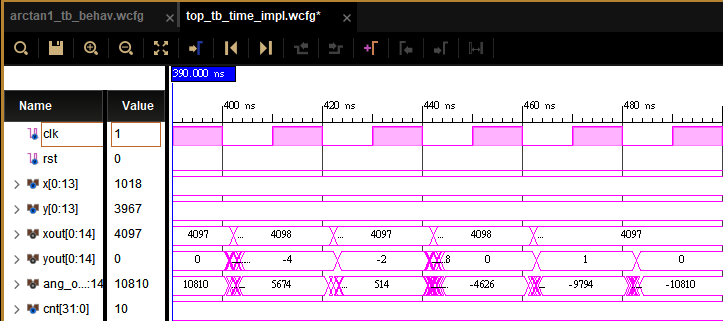 arctan1_tb_behav.wcfg × top_tb_time_impl.wcfg* ×
390.000 ns
Name Value
400 ns 420 ns 440 ns 460 ns 480 ns
clk 1
rst 0
x[0:13] 1018
y[0:13] 3967
xout[0:14] 4097 4097 ... 4098 ... 4097 ... 4098 ... 4097
yout[0:14] 0 0 ... -4 -2 ...8 0 1 0
ang_o...:14 10810 10810 ... 5674 ... 514 ... -4626 ... -9794 ... -10810
cnt[31:0] 10